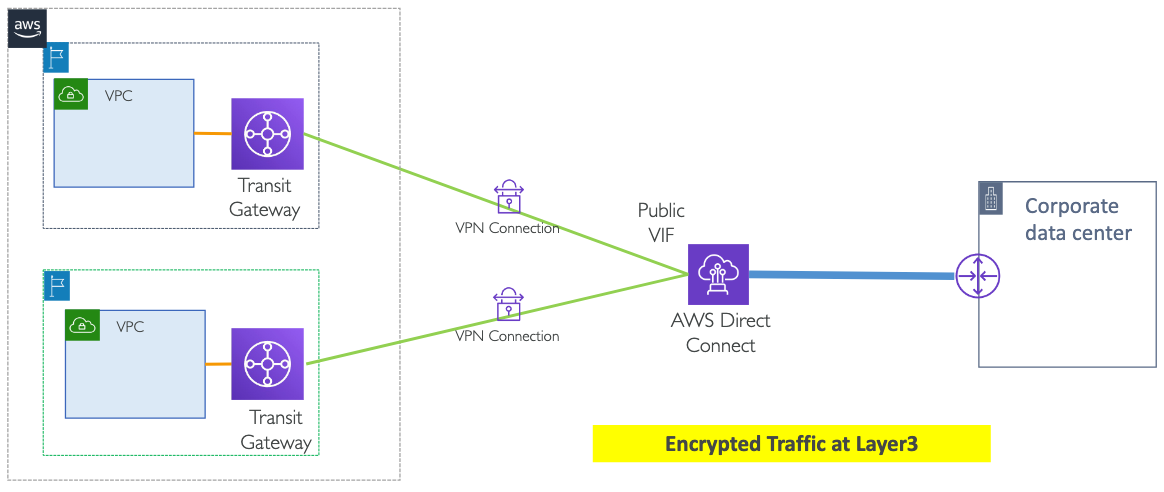 aws
VPC
Transit
Gateway
VPN Connection
Public
VIF
Corporate
data center
AWS Direct
Connect
VPN Connection
VPC
Transit
Gateway
Encrypted Traffic at Layer3